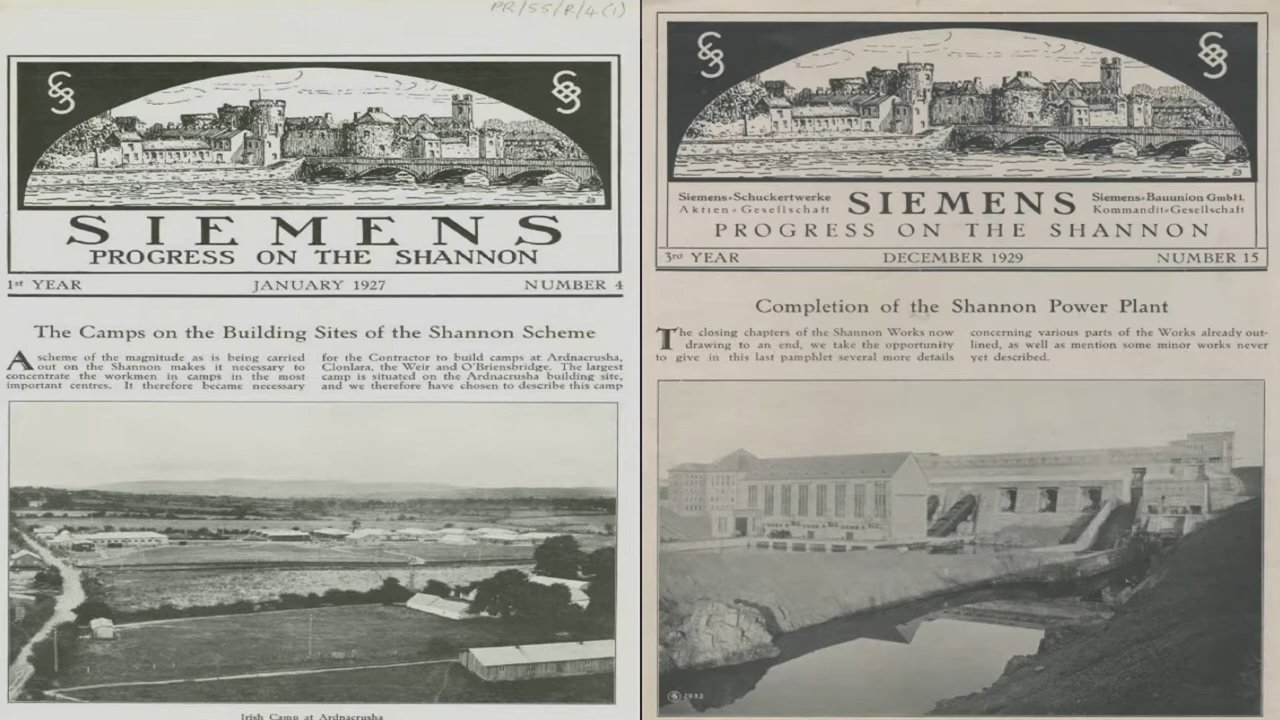 PR/SS/R/4(1)
SIEMENS
PROGRESS ON THE SHANNON
1st YEAR JANUARY 1927 NUMBER 4
The Camps on the Building Sites of the Shannon Scheme
A scheme of the magnitude as is being carried
out on the Shannon makes it necessary to
concentrate the workmen in camps in the most
important centres. It therefore became necessary
for the Contractor to build camps at Ardnacrusha,
Clonlara, the Weir and O'Briensbridge. The largest
camp is situated on the Ardnacrusha building site,
and we therefore have chosen to describe this camp
Irish Camp at Ardnacrusha
Siemens-Schuckertwerke
Aktien-Gesellschaft
SIEMENS
Siemens-Bauunion GmbH.
Kommandit-Gesellschaft
PROGRESS ON THE SHANNON
3rd YEAR DECEMBER 1929 NUMBER 15
Completion of the Shannon Power Plant
The closing chapters of the Shannon Works now
drawing to an end, we take the opportunity
to give in this last pamphlet several more details
concerning various parts of the Works already out-
lined, as well as mention some minor works never
yet described.